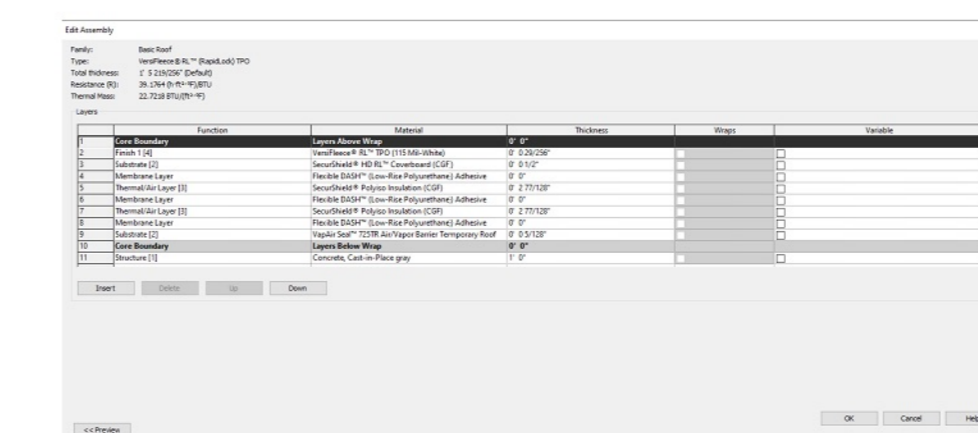 Edit Assembly
Family: Basic Roof
Type: VersiFleece® RL™ (RapidLock) TPO
Total thickness: 1' 5 219/256" (Default)
Resistance (R): 39.1764 (h·ft²·°F)/BTU
Thermal Mass: 22.7218 BTU/(ft²·°F)
Layers
Function Material Thickness Wraps Variable
1 Core Boundary Layers Above Wrap 0' 0"
2 Finish 1 [4] VersiFleece® RL™ TPO (115 Mil-White) 0' 0 29/256"
3 Substrate [2] SecurShield® HD RL™ Coverboard (CGF) 0' 0 1/2"
4 Membrane Layer Flexible DASH™ (Low-Rise Polyurethane) Adhesive 0' 0"
5 Thermal/Air Layer [3] SecurShield® Polyiso Insulation (CGF) 0' 2 77/128"
6 Membrane Layer Flexible DASH™ (Low-Rise Polyurethane) Adhesive 0' 0"
7 Thermal/Air Layer [3] SecurShield® Polyiso Insulation (CGF) 0' 2 77/128"
8 Membrane Layer Flexible DASH™ (Low-Rise Polyurethane) Adhesive 0' 0"
9 Substrate [2] VapAir Seal™ 725TR Air/Vapor Barrier Temporary Roof 0' 0 5/128"
10 Core Boundary Layers Below Wrap 0' 0"
11 Structure [1] Concrete, Cast-in-Place gray 1' 0"
Insert Delete Up Down
OK Cancel Help
<< Preview